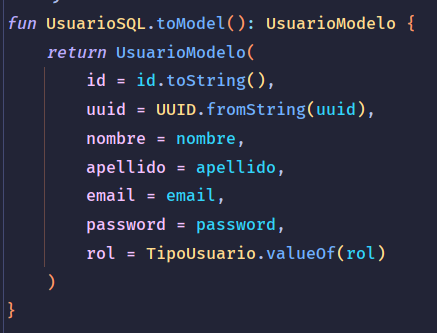 fun UsuarioSQL.toModel(): UsuarioModelo {
    return UsuarioModelo(
        id = id.toString(),
        uuid = UUID.fromString(uuid),
        nombre = nombre,
        apellido = apellido,
        email = email,
        password = password,
        rol = TipoUsuario.valueOf(rol)
    )
}